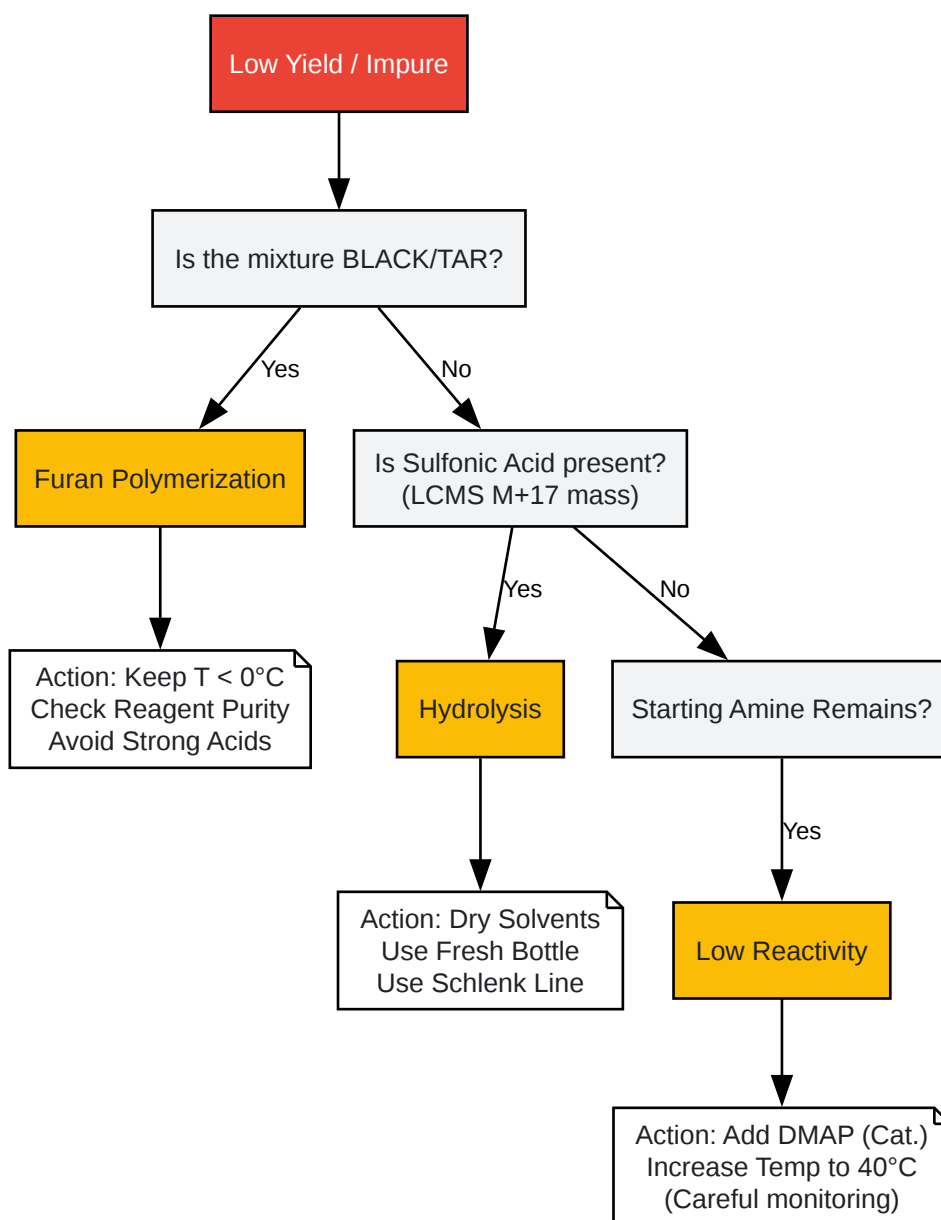 Low Yield / Impure
Is the mixture BLACK/TAR?
Yes
No
Furan Polymerization
Is Sulfonic Acid present?
(LCMS M+17 mass)
Yes
No
Action: Keep T < 0°C
Check Reagent Purity
Avoid Strong Acids
Hydrolysis
Starting Amine Remains?
Yes
Action: Dry Solvents
Use Fresh Bottle
Use Schlenk Line
Low Reactivity
Action: Add DMAP (Cat.)
Increase Temp to 40°C
(Careful monitoring)